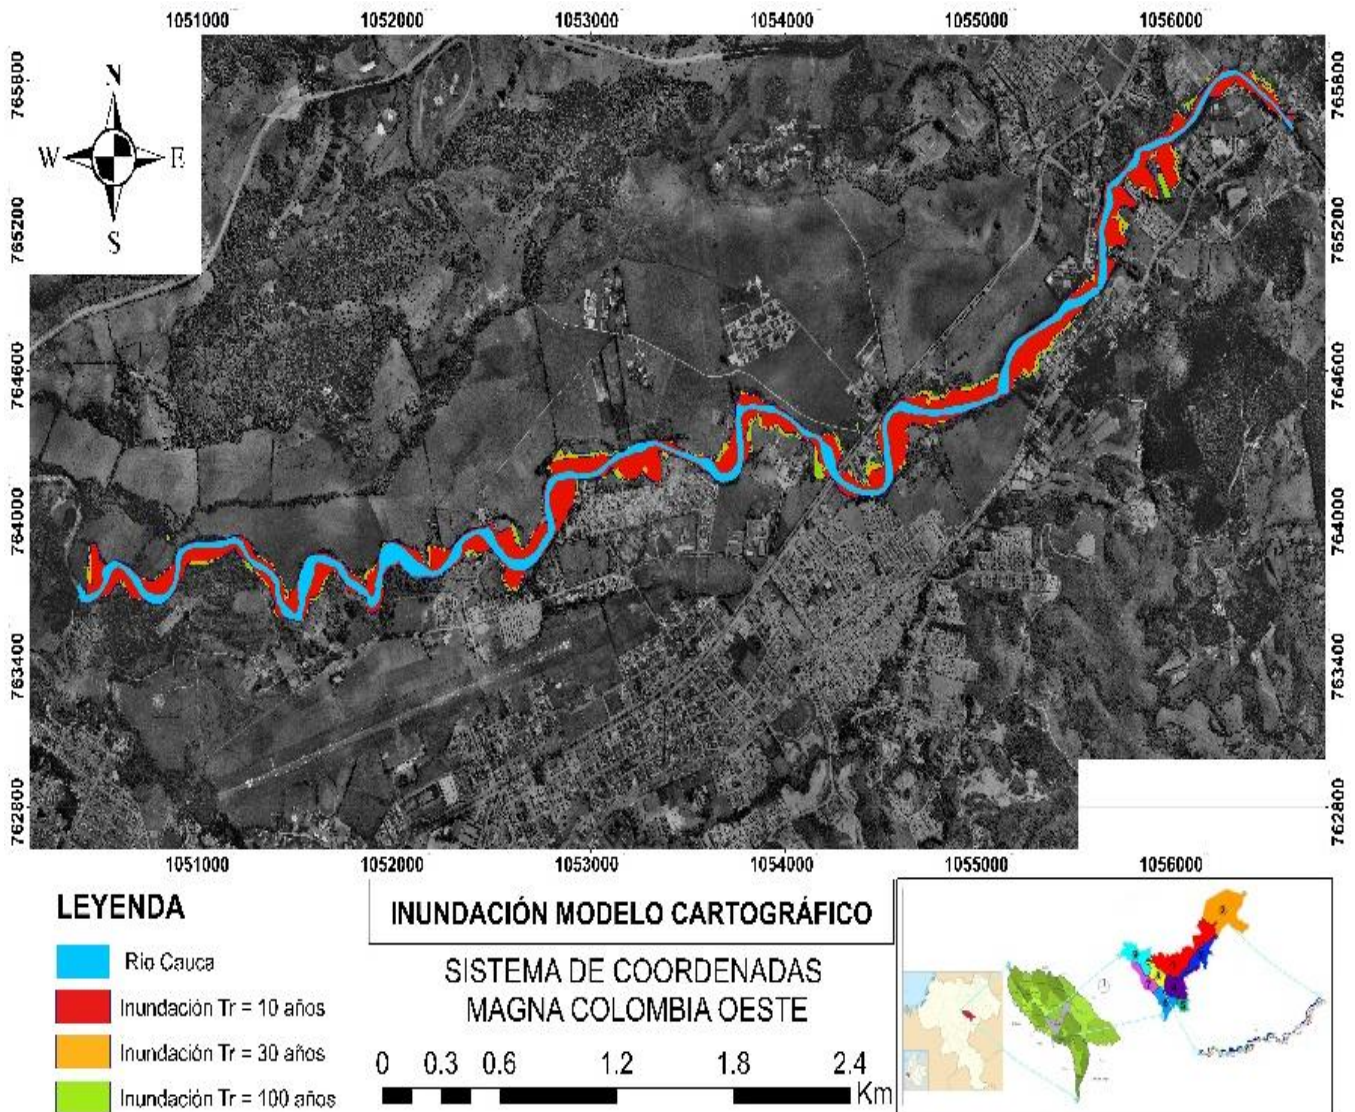 1051000 1052000 1053000 1054000 1055000 1056000
765800 765200 764600 764000 763400 762800
N
W E
S
765800 765200 764600 764000 763400 762800
1051000 1052000 1053000 1054000 1055000 1056000
LEYENDA
Río Cauca
Inundación Tr = 10 años
Inundación Tr = 30 años
Inundación Tr = 100 años
INUNDACIÓN MODELO CARTOGRÁFICO
SISTEMA DE COORDENADAS
MAGNA COLOMBIA OESTE
0 0.3 0.6 1.2 1.8 2.4
Km